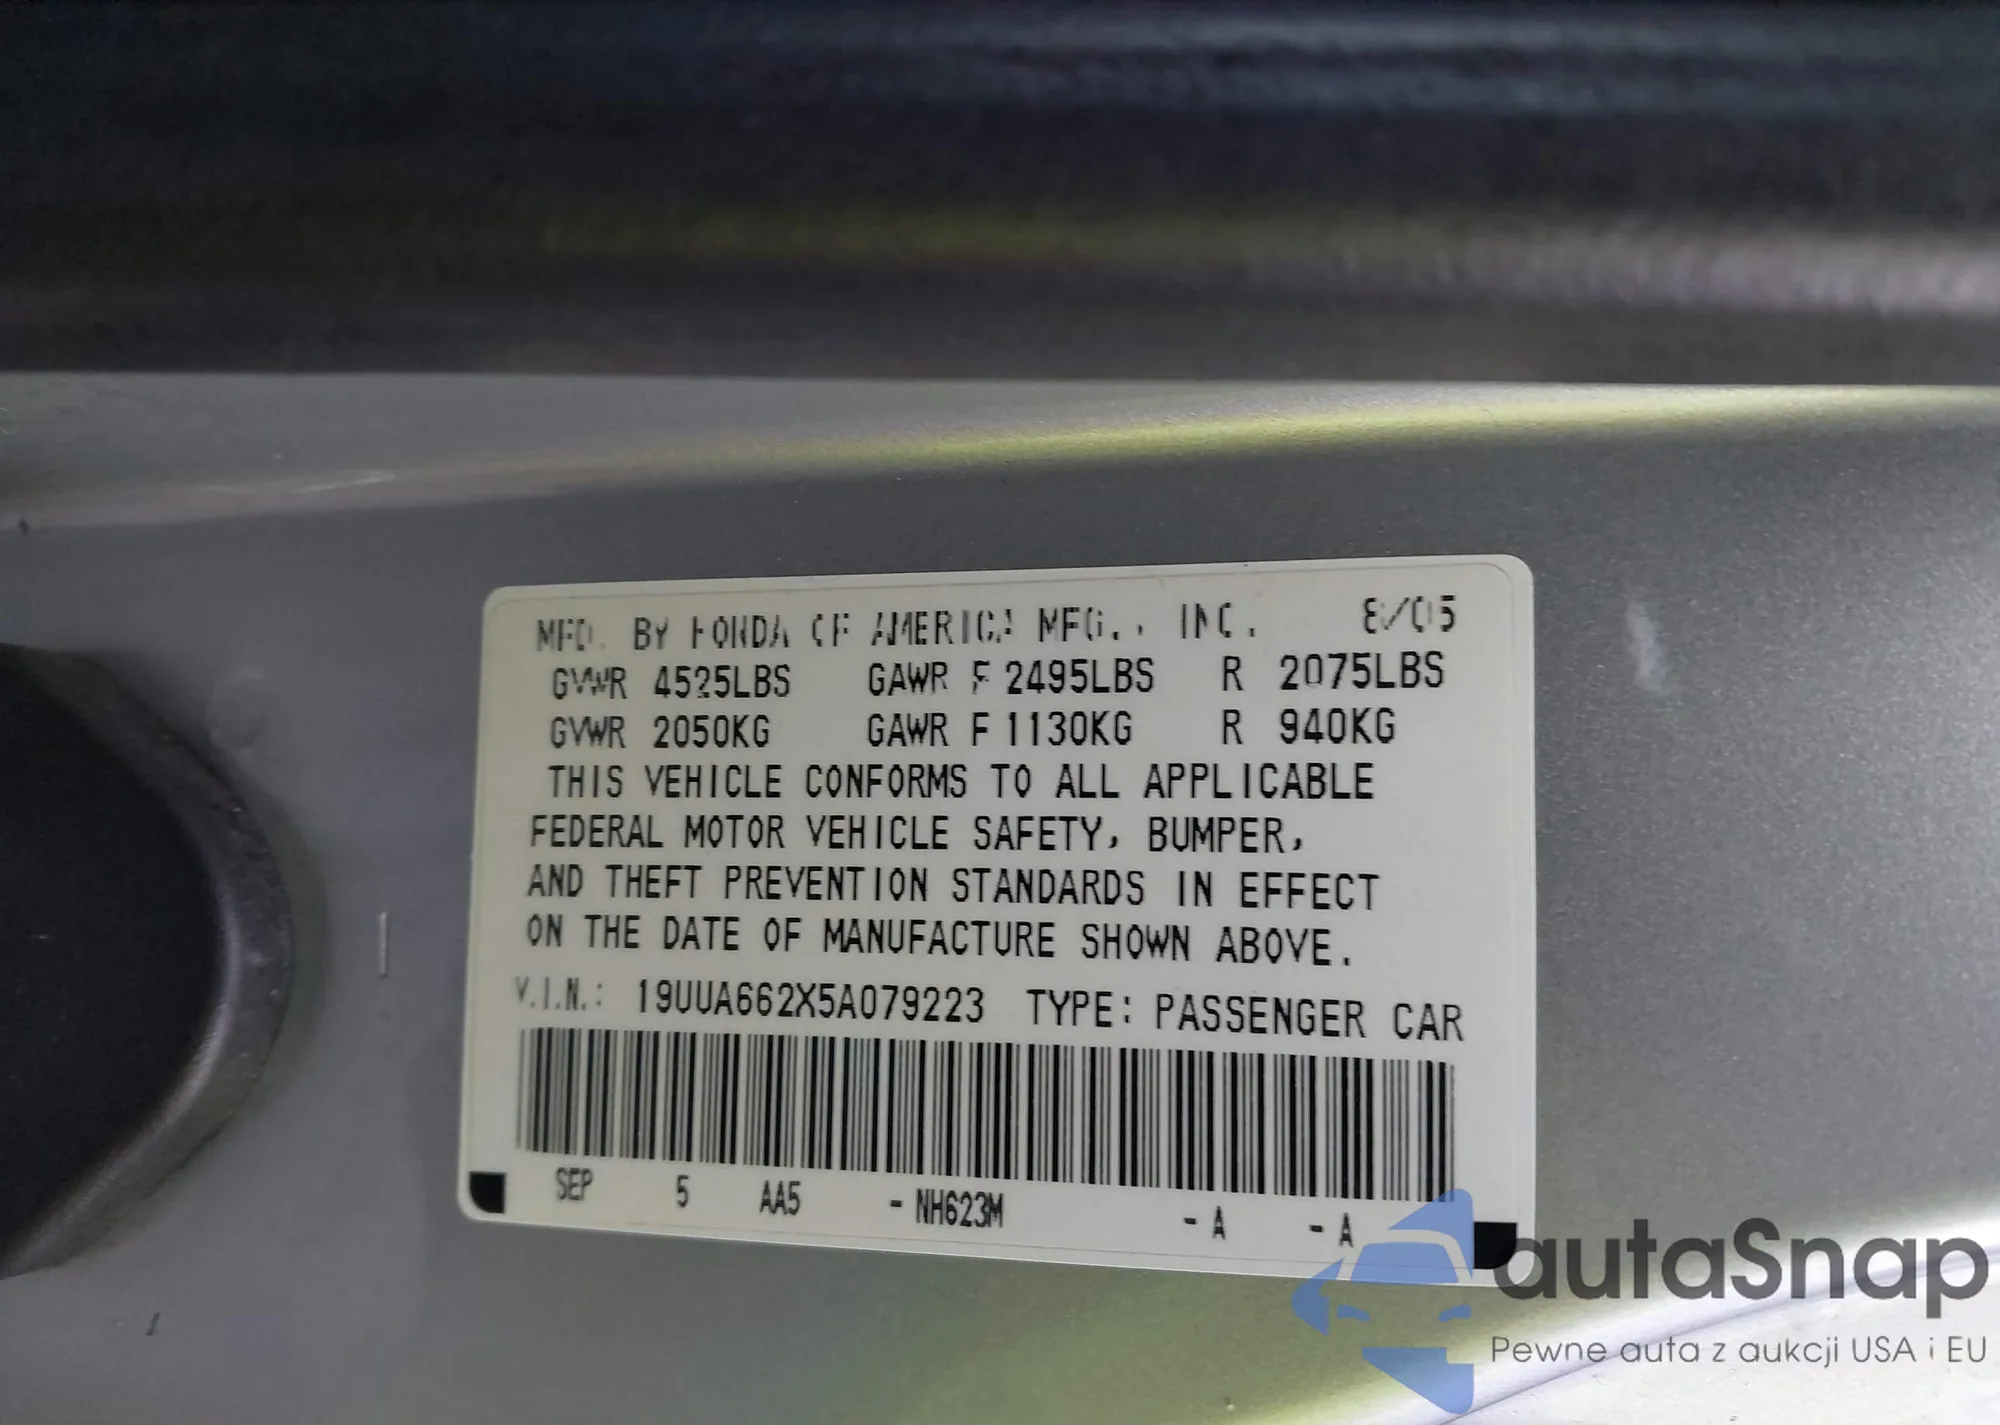 MFD. BY HONDA OF AMERICA MFG., INC. 8/05
GVWR 4525LBS GAWR F 2495LBS R 2075LBS
GVWR 2050KG GAWR F 1130KG R 940KG
THIS VEHICLE CONFORMS TO ALL APPLICABLE
FEDERAL MOTOR VEHICLE SAFETY, BUMPER,
AND THEFT PREVENTION STANDARDS IN EFFECT
ON THE DATE OF MANUFACTURE SHOWN ABOVE.
V.I.N.: 19UUA662X5A079223 TYPE: PASSENGER CAR
SEP 5 AA5 - NH623M - A - A
autaSnap
Pewne auta z aukcji USA i EU